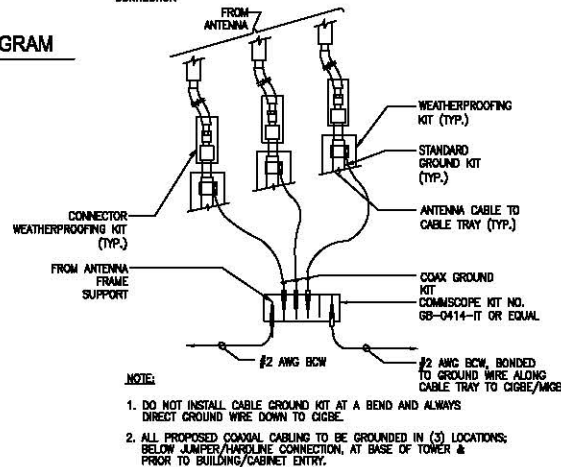 GRAM
FROM
ANTENNA
WEATHERPROOFING
KIT (TYP.)
STANDARD
GROUND KIT
(TYP.)
ANTENNA CABLE TO
CABLE TRAY (TYP.)
CONNECTOR
WEATHERPROOFING KIT
(TYP.)
FROM ANTENNA
FRAME
SUPPORT
COAX GROUND
KIT
COMMSCOPE KIT NO.
GB-0414-IT OR EQUAL
#2 AWG BCW
#2 AWG BCW, BONDED
TO GROUND WIRE ALONG
CABLE TRAY TO CIGBE/MIGB
NOTE:
1. DO NOT INSTALL CABLE GROUND KIT AT A BEND AND ALWAYS
DIRECT GROUND WIRE DOWN TO CIGBE.
2. ALL PROPOSED COAXIAL CABLING TO BE GROUNDED IN (3) LOCATIONS;
BELOW JUMPER/HARDLINE CONNECTION, AT BASE OF TOWER &
PRIOR TO BUILDING/CABINET ENTRY.